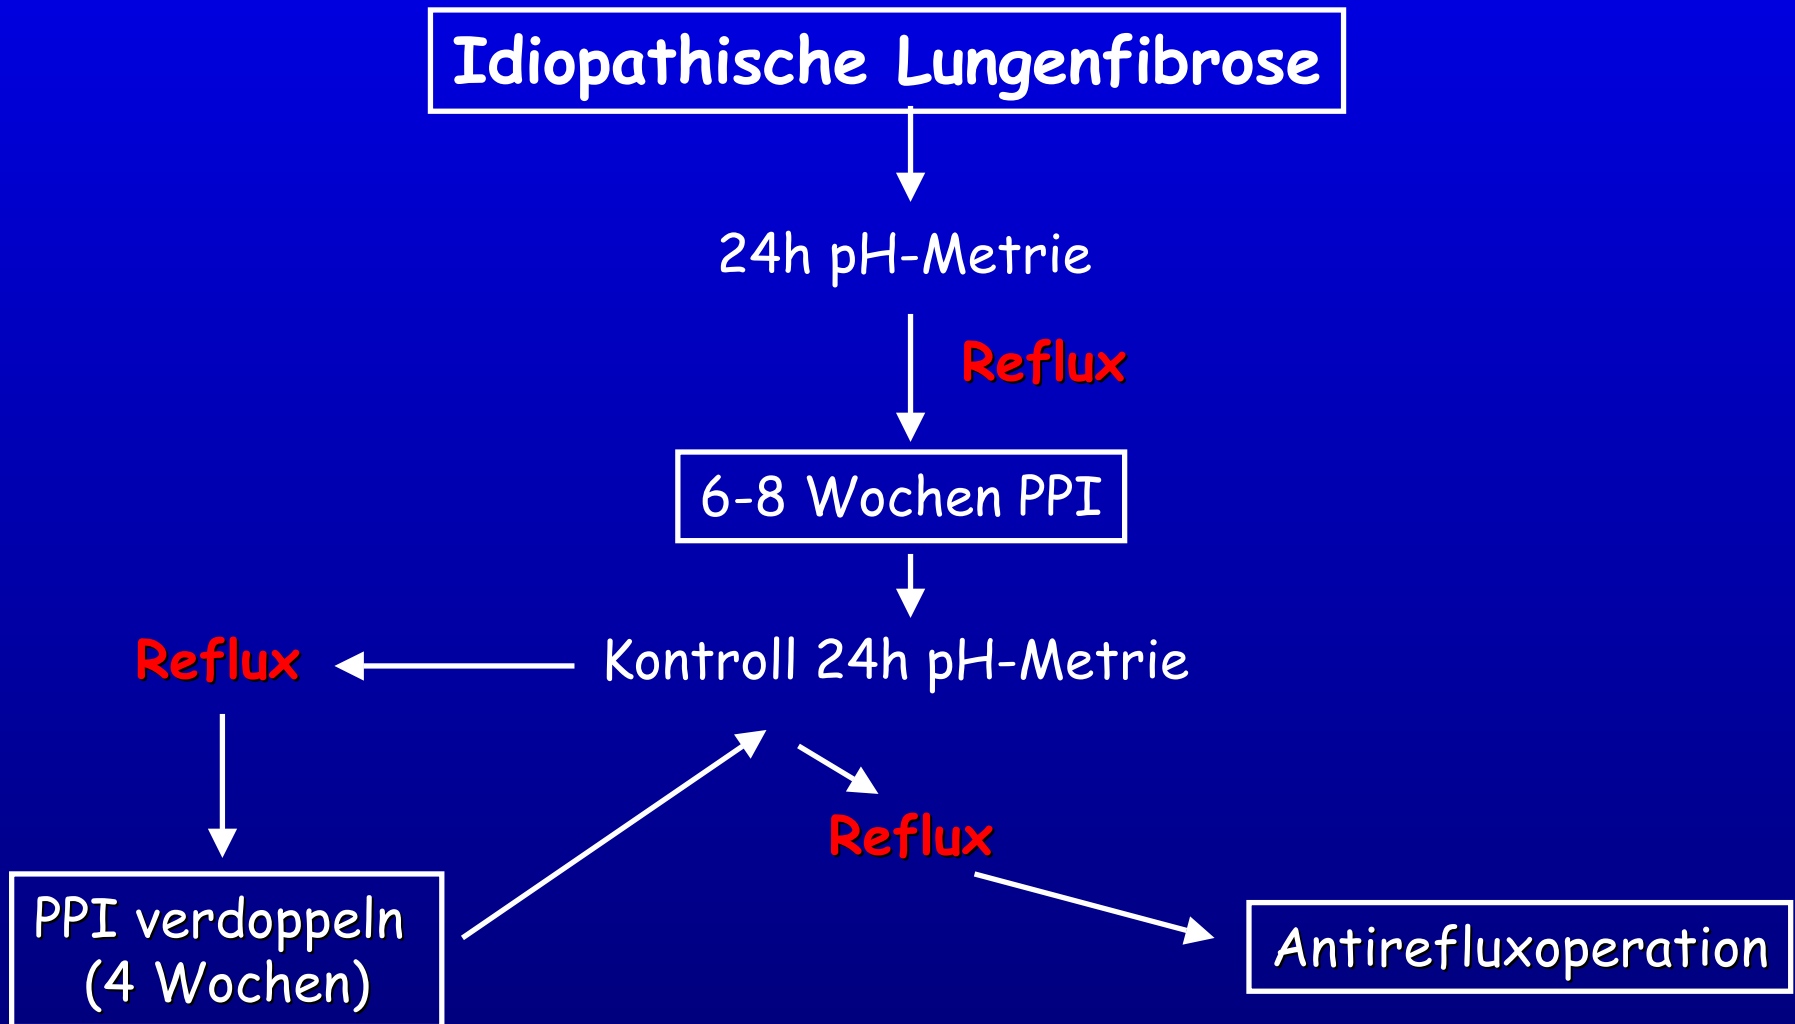 Idiopathische Lungenfibrose
24h pH-Metrie
Reflux
6-8 Wochen PPI
Kontroll 24h pH-Metrie
Reflux
Reflux
PPI verdoppeln
(4 Wochen)
Antirefluxoperation